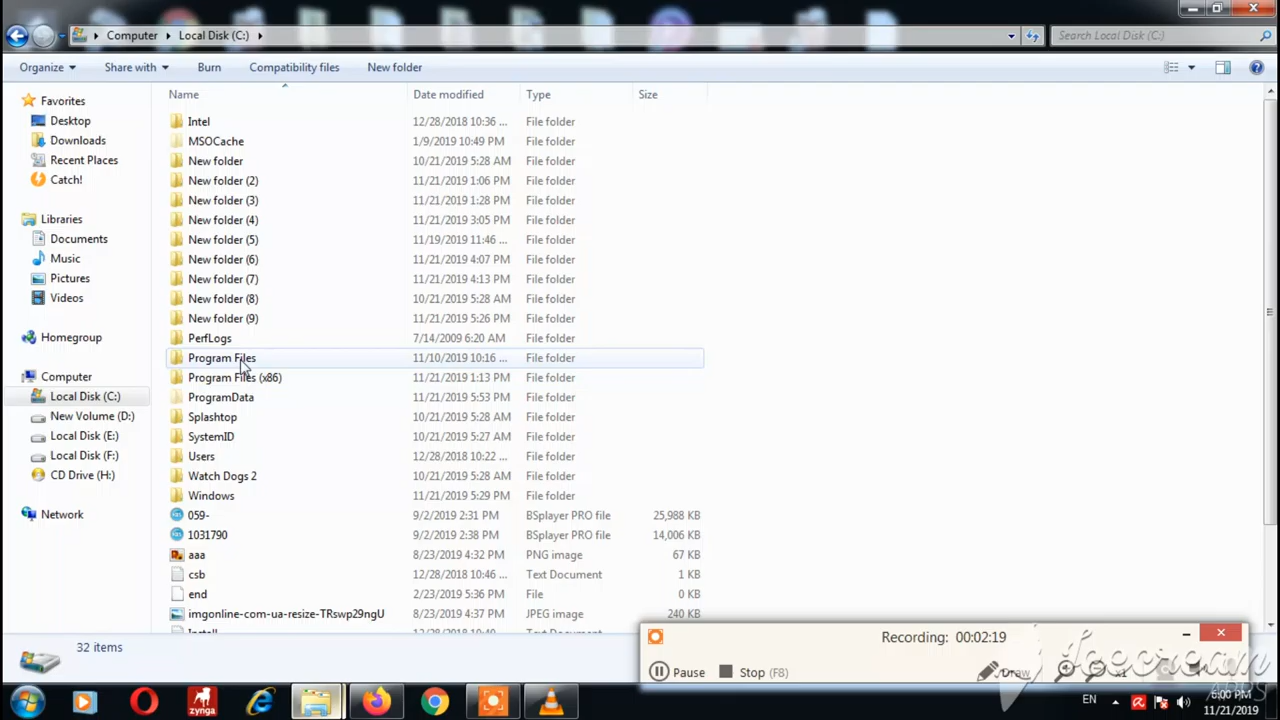 Computer Local Disk (C:) Search Local Disk (C:)
Organize Share with Burn Compatibility files New folder
Name Date modified Type Size
Favorites
Desktop
Downloads
Recent Places
Catch!
Libraries
Documents
Music
Pictures
Videos
Homegroup
Computer
Local Disk (C:)
New Volume (D:)
Local Disk (E:)
Local Disk (F:)
CD Drive (H:)
Network
Intel 12/28/2018 10:36 ... File folder
MSOCache 1/9/2019 10:49 PM File folder
New folder 10/21/2019 5:28 AM File folder
New folder (2) 11/21/2019 1:06 PM File folder
New folder (3) 11/21/2019 1:28 PM File folder
New folder (4) 11/21/2019 3:05 PM File folder
New folder (5) 11/19/2019 11:46 ... File folder
New folder (6) 11/21/2019 4:07 PM File folder
New folder (7) 11/21/2019 4:13 PM File folder
New folder (8) 10/21/2019 5:28 AM File folder
New folder (9) 11/21/2019 5:26 PM File folder
PerfLogs 7/14/2009 6:20 AM File folder
Program Files 11/10/2019 10:16 ... File folder
Program Files (x86) 11/21/2019 1:13 PM File folder
ProgramData 11/21/2019 5:53 PM File folder
Splashtop 10/21/2019 5:28 AM File folder
SystemID 10/21/2019 5:27 AM File folder
Users 12/28/2018 10:22 ... File folder
Watch Dogs 2 10/21/2019 5:28 AM File folder
Windows 11/21/2019 5:29 PM File folder
059- 9/2/2019 2:31 PM BSplayer PRO file 25,988 KB
1031790 9/2/2019 2:38 PM BSplayer PRO file 14,006 KB
aaa 8/23/2019 4:32 PM PNG image 67 KB
csb 12/28/2018 10:46 ... Text Document 1 KB
end 2/23/2019 5:36 PM File 0 KB
imgonline-com-ua-resize-TRswp29ngU 8/23/2019 4:37 PM JPEG image 240 KB
Install 12/28/2018 10:40 ... Text Document
32 items
Recording: 00:02:19
Pause Stop (F8) Draw x1
Icecream
APPS
zynga
EN 6:00 PM
11/21/2019